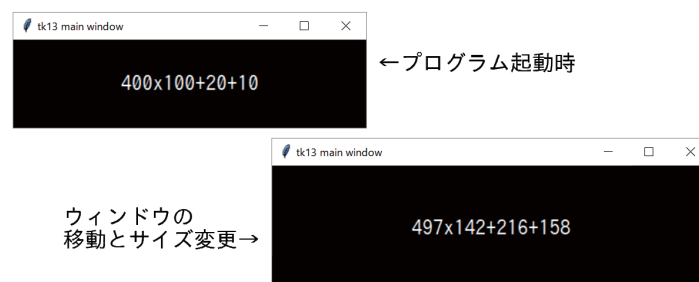 tk13 main window
400x100+20+10
←プログラム起動時
tk13 main window
497x142+216+158
ウィンドウの
移動とサイズ変更→